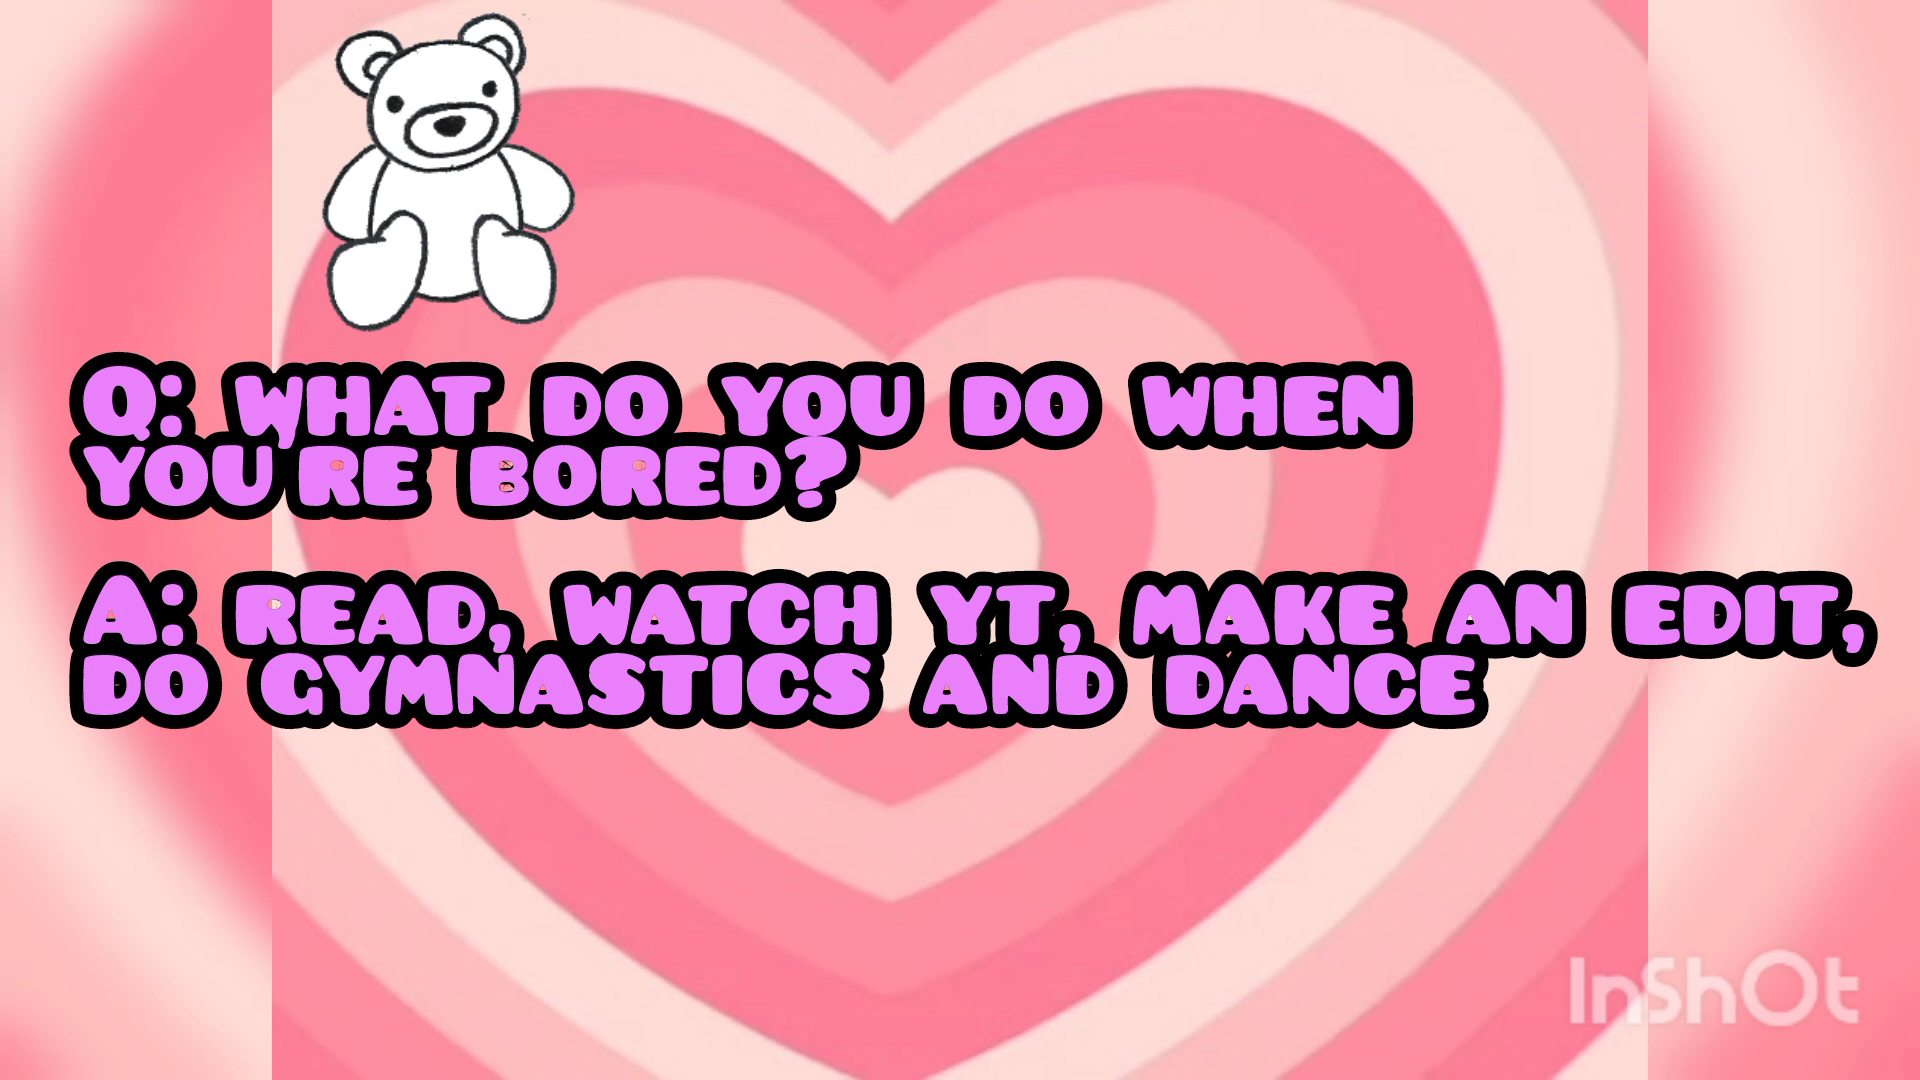 Q: WHAT DO YOU DO WHEN
YOU'RE BORED?
A: READ, WATCH YT, MAKE AN EDIT,
DO GYMNASTICS AND DANCE
InShOt